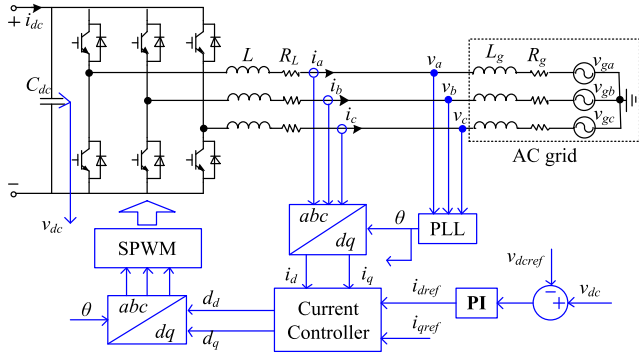 + i_dc
L R_L i_a v_a L_g R_g v_ga
C_dc
i_b v_b v_gb
i_c v_c v_gc
−
AC grid
v_dc
abc
dq
θ
PLL
SPWM
v_dcref
i_d i_q
θ
abc
dq
d_d
d_q
Current
Controller
i_dref
PI
−
+
v_dc
i_qref